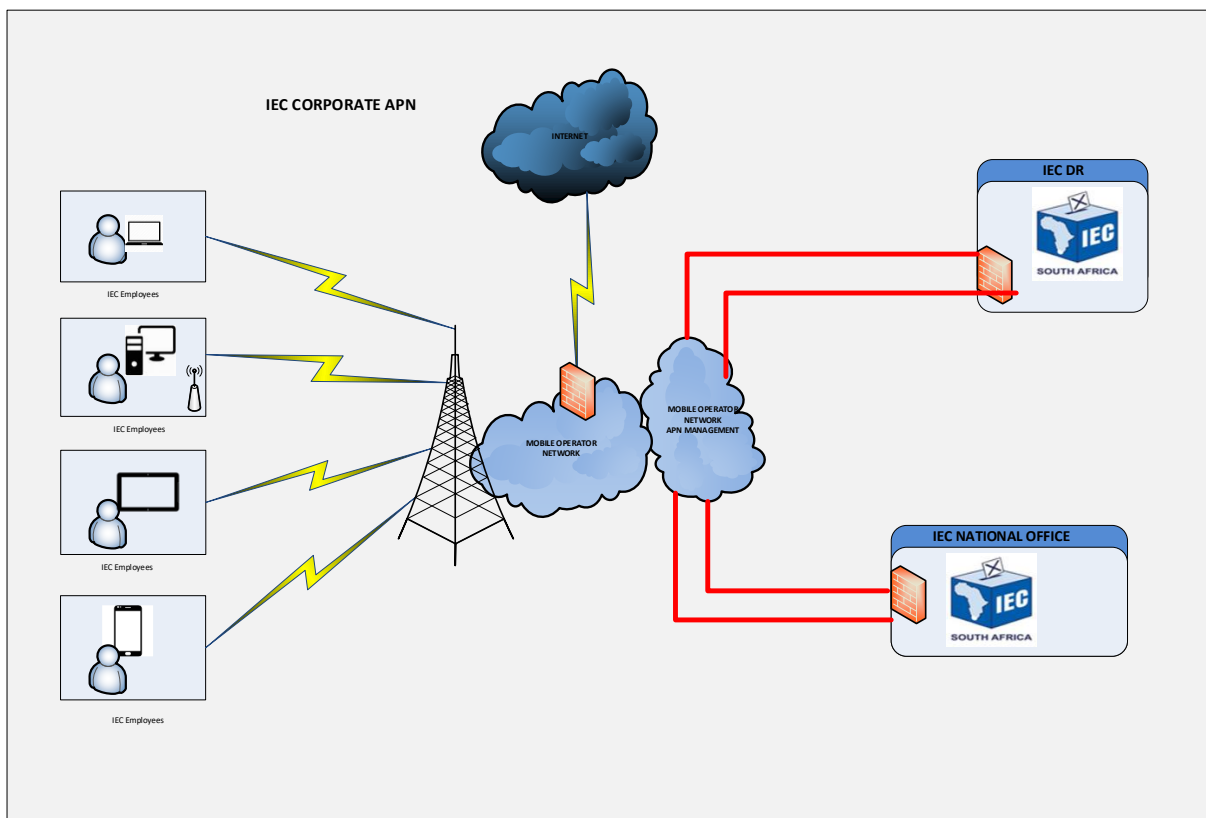 IEC CORPORATE APN
INTERNET
IEC DR
IEC
SOUTH AFRICA
IEC Employees
IEC Employees
MOBILE OPERATOR
NETWORK
MOBILE OPERATOR
NETWORK
APN MANAGEMENT
IEC Employees
IEC NATIONAL OFFICE
IEC
SOUTH AFRICA
IEC Employees